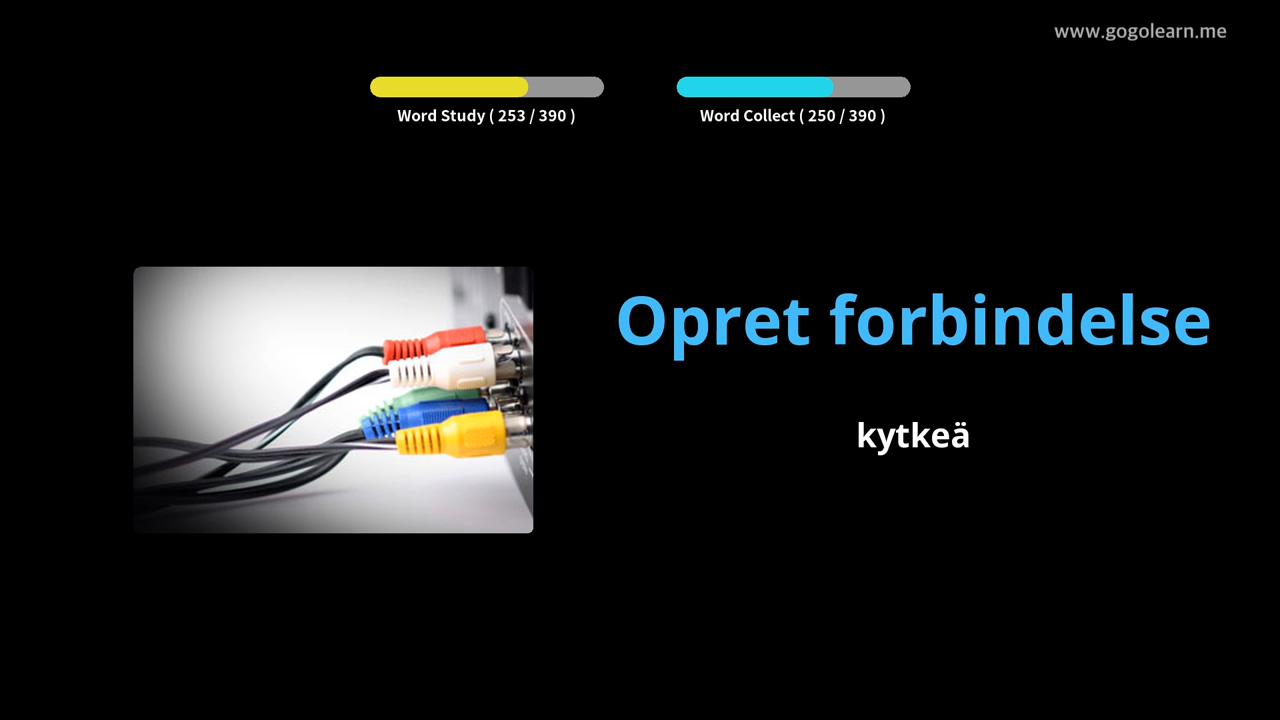 www.gogolearn.me
Word Study ( 253 / 390 )
Word Collect ( 250 / 390 )
Opret forbindelse
kytkeä